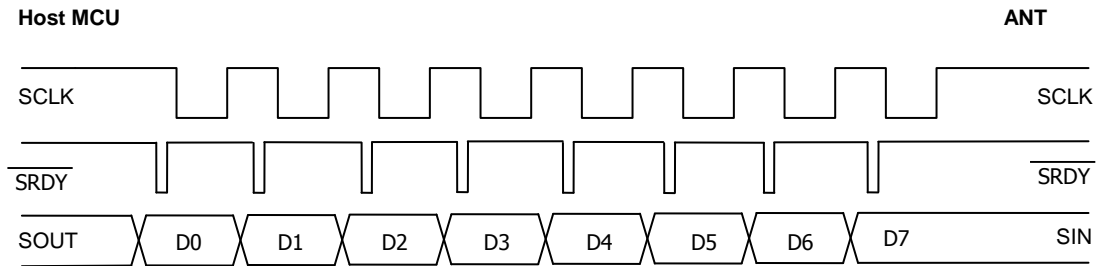 Host MCU ANT
SCLK SCLK
SRDY SRDY
SOUT D0 D1 D2 D3 D4 D5 D6 D7 SIN